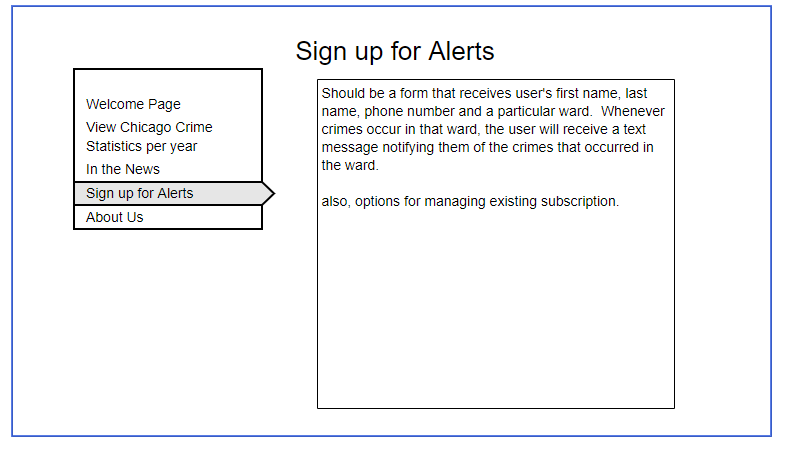 Sign up for Alerts
Welcome Page
View Chicago Crime
Statistics per year
In the News
Sign up for Alerts
About Us
Should be a form that receives user's first name, last
name, phone number and a particular ward.  Whenever
crimes occur in that ward, the user will receive a text
message notifying them of the crimes that occurred in
the ward.
also, options for managing existing subscription.